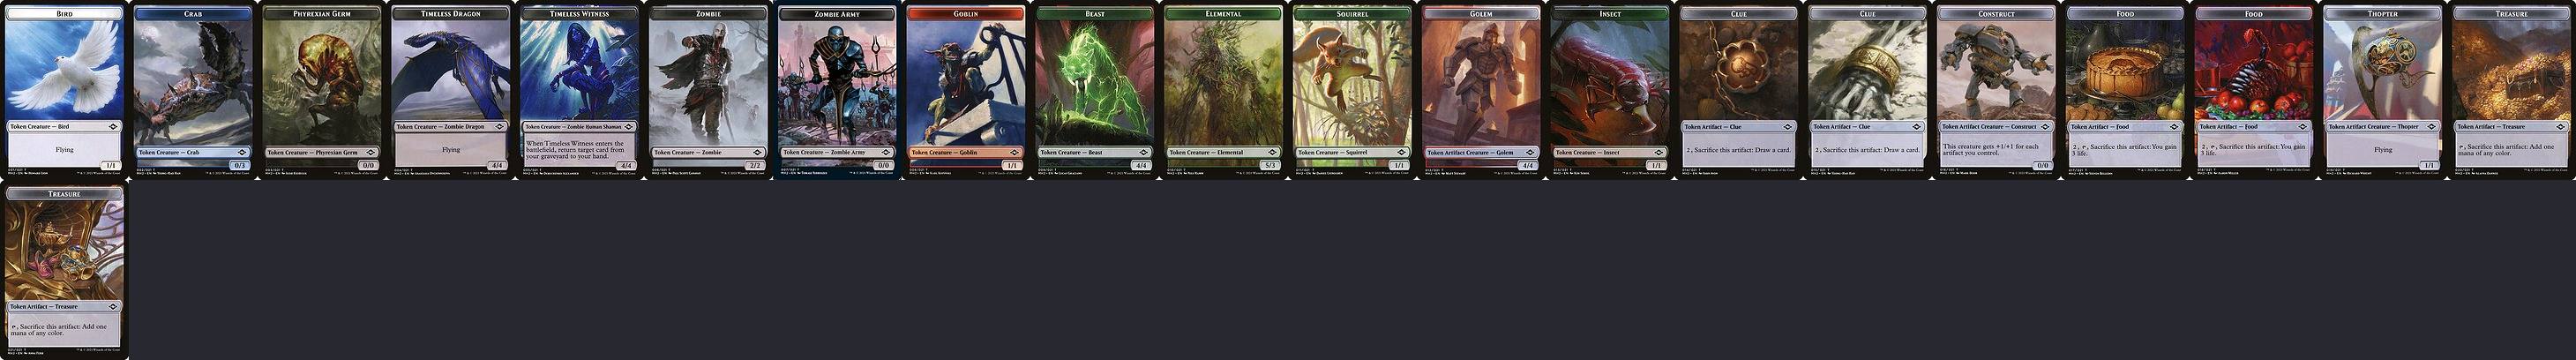 BIRD
Token Creature — Bird
Flying
1/1
CRAB
Token Creature — Crab
0/3
PHYREXIAN GERM
Token Creature — Phyrexian Germ
0/0
TIMELESS DRAGON
Token Creature — Zombie Dragon
Flying
4/4
TIMELESS WITNESS
Token Creature — Zombie Human Shaman
When Timeless Witness enters the
battlefield, return target card from
your graveyard to your hand.
4/4
ZOMBIE
Token Creature — Zombie
2/2
ZOMBIE ARMY
Token Creature — Zombie Army
0/0
GOBLIN
Token Creature — Goblin
1/1
BEAST
Token Creature — Beast
4/4
ELEMENTAL
Token Creature — Elemental
5/3
SQUIRREL
Token Creature — Squirrel
1/1
GOLEM
Token Artifact Creature — Golem
4/4
INSECT
Token Creature — Insect
1/1
CLUE
Token Artifact — Clue
2, Sacrifice this artifact: Draw a card.
CLUE
Token Artifact — Clue
2, Sacrifice this artifact: Draw a card.
CONSTRUCT
Token Artifact Creature — Construct
This creature gets +1/+1 for each
artifact you control.
0/0
FOOD
Token Artifact — Food
2, Sacrifice this artifact: You gain
3 life.
FOOD
Token Artifact — Food
2, Sacrifice this artifact: You gain
3 life.
THOPTER
Token Artifact Creature — Thopter
Flying
1/1
TREASURE
Token Artifact — Treasure
Sacrifice this artifact: Add one
mana of any color.
TREASURE
Token Artifact — Treasure
Sacrifice this artifact: Add one
mana of any color.